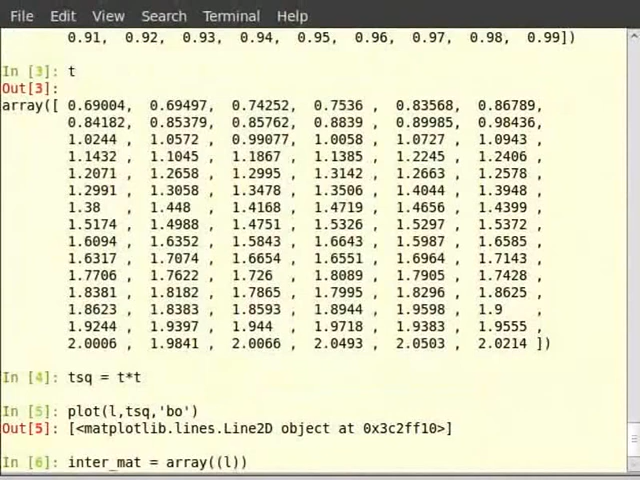 File Edit View Search Terminal Help
0.91, 0.92, 0.93, 0.94, 0.95, 0.96, 0.97, 0.98, 0.99])
In [3]: t
Out[3]:
array([ 0.69004, 0.69497, 0.74252, 0.7536 , 0.83568, 0.86789,
0.84182, 0.85379, 0.85762, 0.8839 , 0.89985, 0.98436,
1.0244 , 1.0572 , 0.99077, 1.0058 , 1.0727 , 1.0943 ,
1.1432 , 1.1045 , 1.1867 , 1.1385 , 1.2245 , 1.2406 ,
1.2071 , 1.2658 , 1.2995 , 1.3142 , 1.2663 , 1.2578 ,
1.2991 , 1.3058 , 1.3478 , 1.3506 , 1.4044 , 1.3948 ,
1.38 , 1.448 , 1.4168 , 1.4719 , 1.4656 , 1.4399 ,
1.5174 , 1.4988 , 1.4751 , 1.5326 , 1.5297 , 1.5372 ,
1.6094 , 1.6352 , 1.5843 , 1.6643 , 1.5987 , 1.6585 ,
1.6317 , 1.7074 , 1.6654 , 1.6551 , 1.6964 , 1.7143 ,
1.7706 , 1.7622 , 1.726 , 1.8089 , 1.7905 , 1.7428 ,
1.8381 , 1.8182 , 1.7865 , 1.7995 , 1.8296 , 1.8625 ,
1.8623 , 1.8383 , 1.8593 , 1.8944 , 1.9598 , 1.9 ,
1.9244 , 1.9397 , 1.944 , 1.9718 , 1.9383 , 1.9555 ,
2.0006 , 1.9841 , 2.0066 , 2.0493 , 2.0503 , 2.0214 ])
In [4]: tsq = t*t
In [5]: plot(l,tsq,'bo')
Out[5]: [<matplotlib.lines.Line2D object at 0x3c2ff10>]
In [6]: inter_mat = array((l))